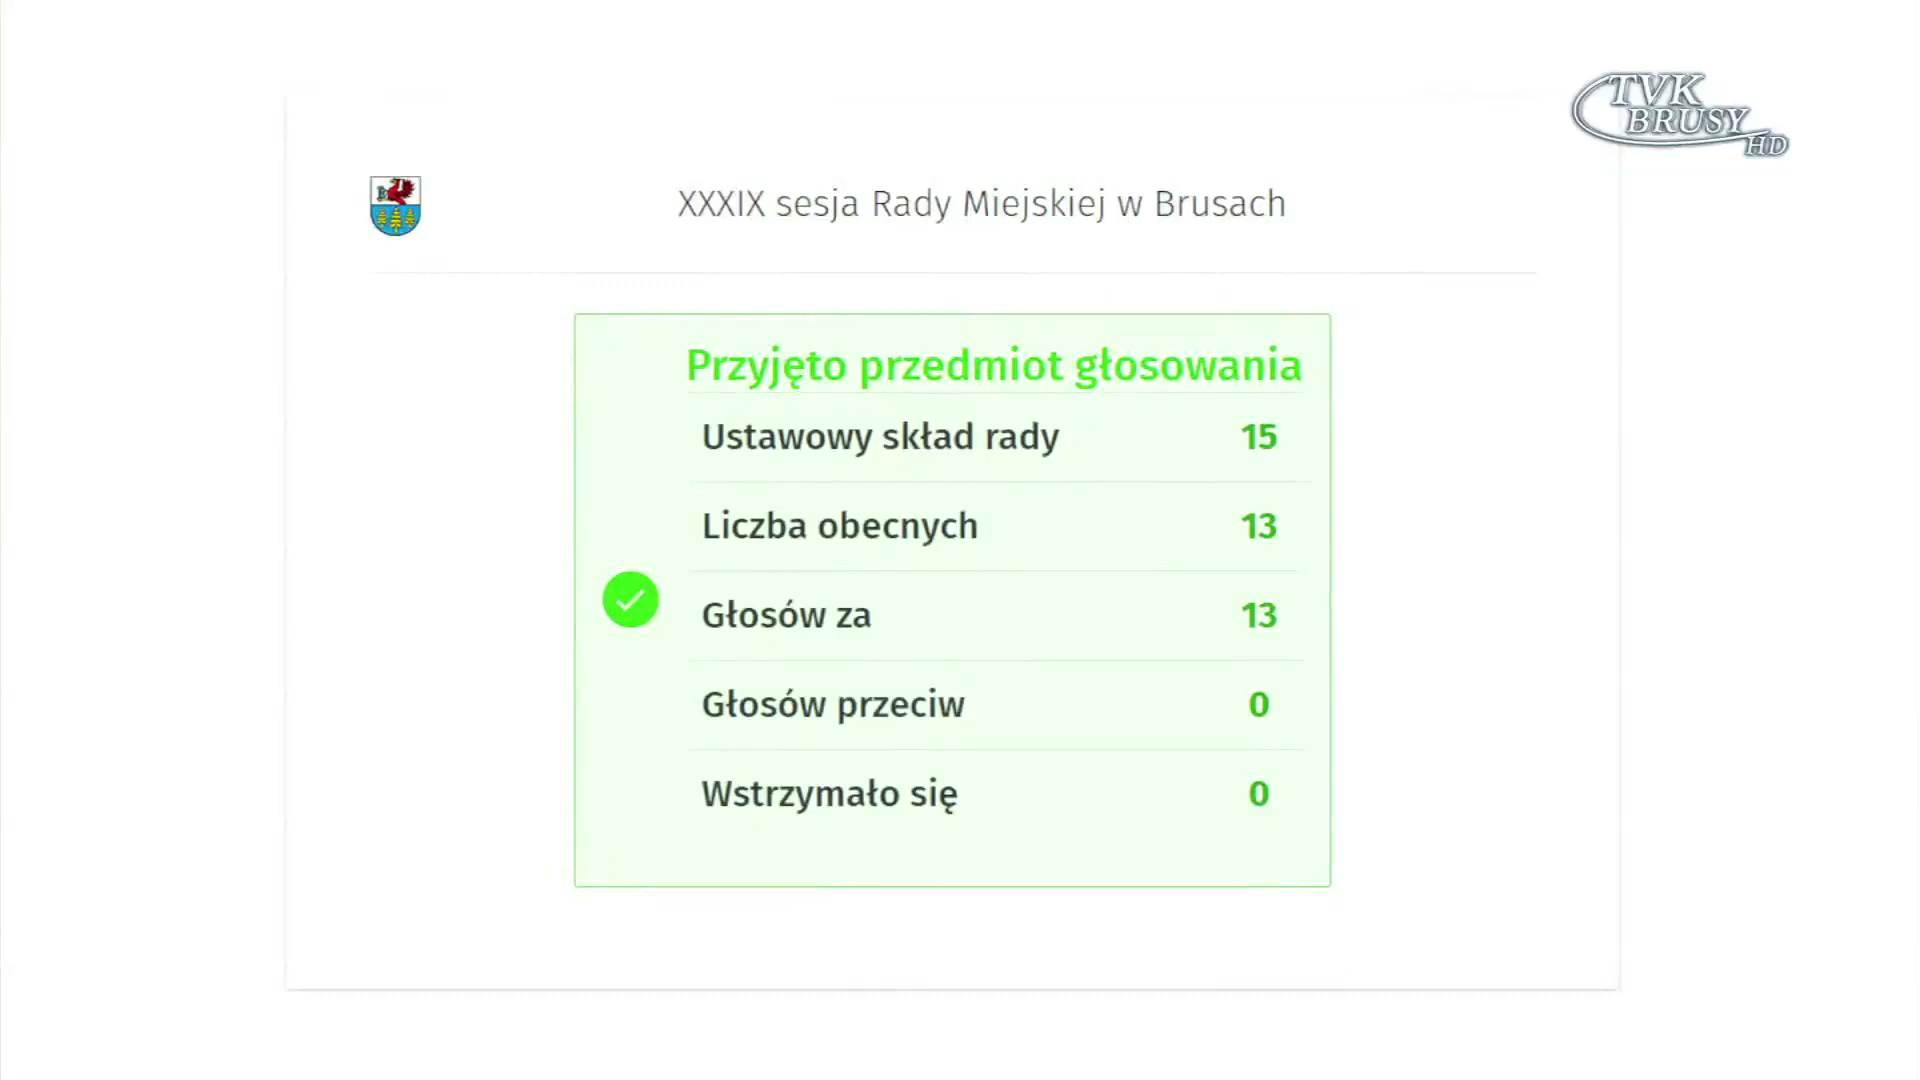 TVK
BRUSY
HD
XXXIX sesja Rady Miejskiej w Brusach
Przyjęto przedmiot głosowania
Ustawowy skład rady 15
Liczba obecnych 13
Głosów za 13
Głosów przeciw 0
Wstrzymało się 0